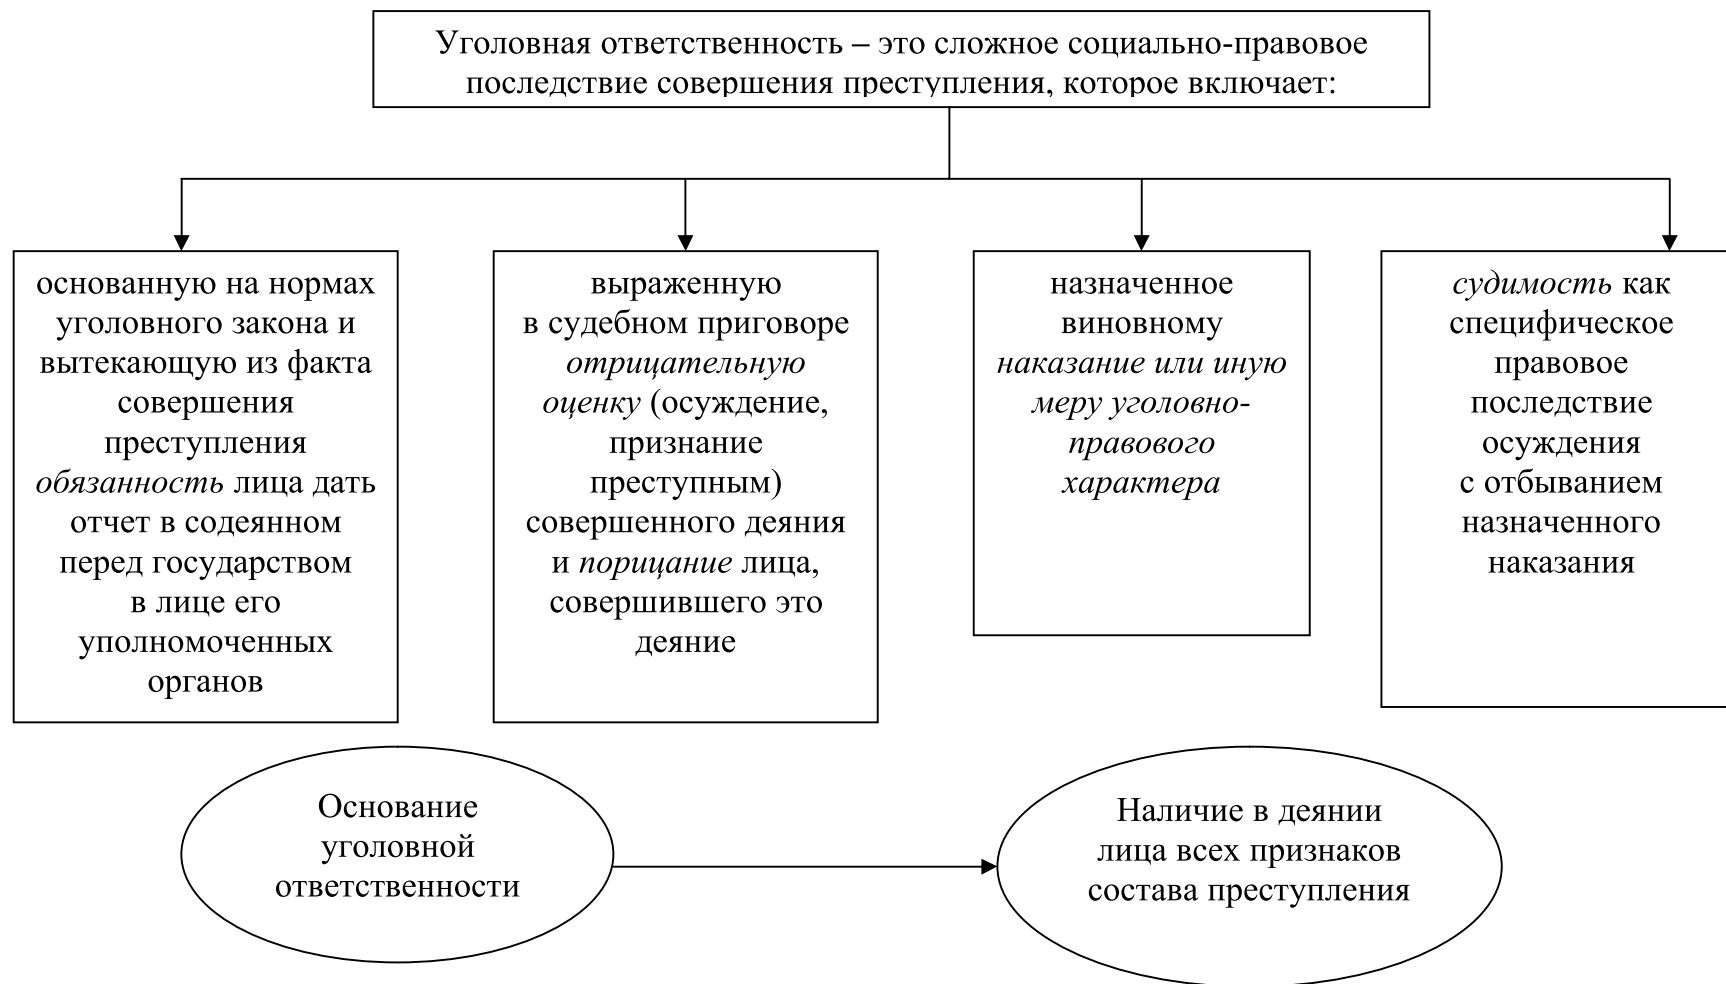 Уголовная ответственность – это сложное социально-правовое
последствие совершения преступления, которое включает:
основанную на нормах
уголовного закона и
вытекающую из факта
совершения
преступления
обязанность лица дать
отчет в содеянном
перед государством
в лице его
уполномоченных
органов
выраженную
в судебном приговоре
отрицательную
оценку (осуждение,
признание
преступным)
совершенного деяния
и порицание лица,
совершившего это
деяние
назначенное
виновному
наказание или иную
меру уголовно-
правового
характера
судимость как
специфическое
правовое
последствие
осуждения
с отбыванием
назначенного
наказания
Основание
уголовной
ответственности
Наличие в деянии
лица всех признаков
состава преступления